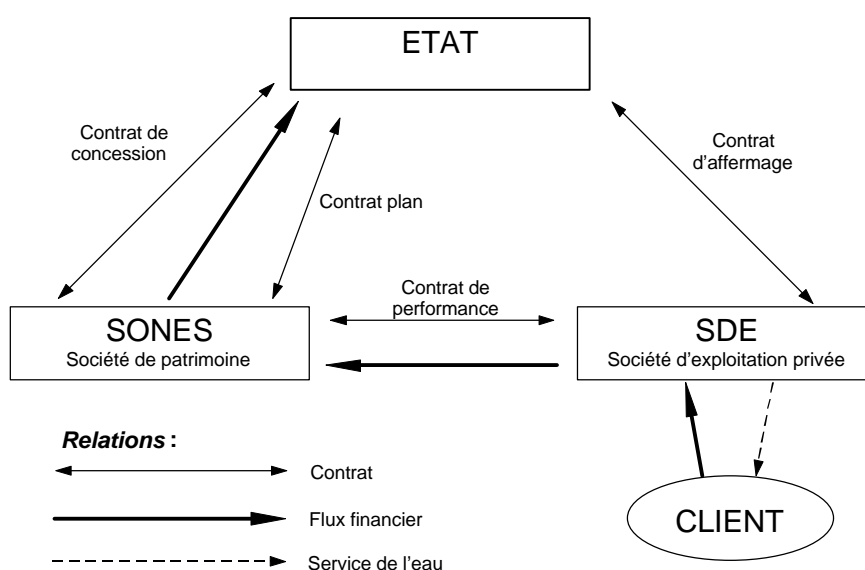 ETAT
Contrat de
concession
Contrat
d'affermage
Contrat plan
Contrat de
performance
SONES
Société de patrimoine
SDE
Société d'exploitation privée
Relations :
Contrat
Flux financier
Service de l'eau
CLIENT